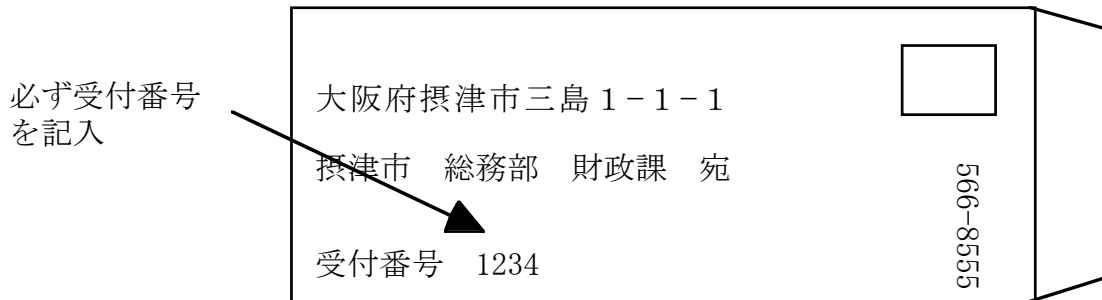 必ず受付番号
を記入
大阪府摂津市三島１－１－１
摂津市　総務部　財政課　宛
受付番号　1234
566-8555